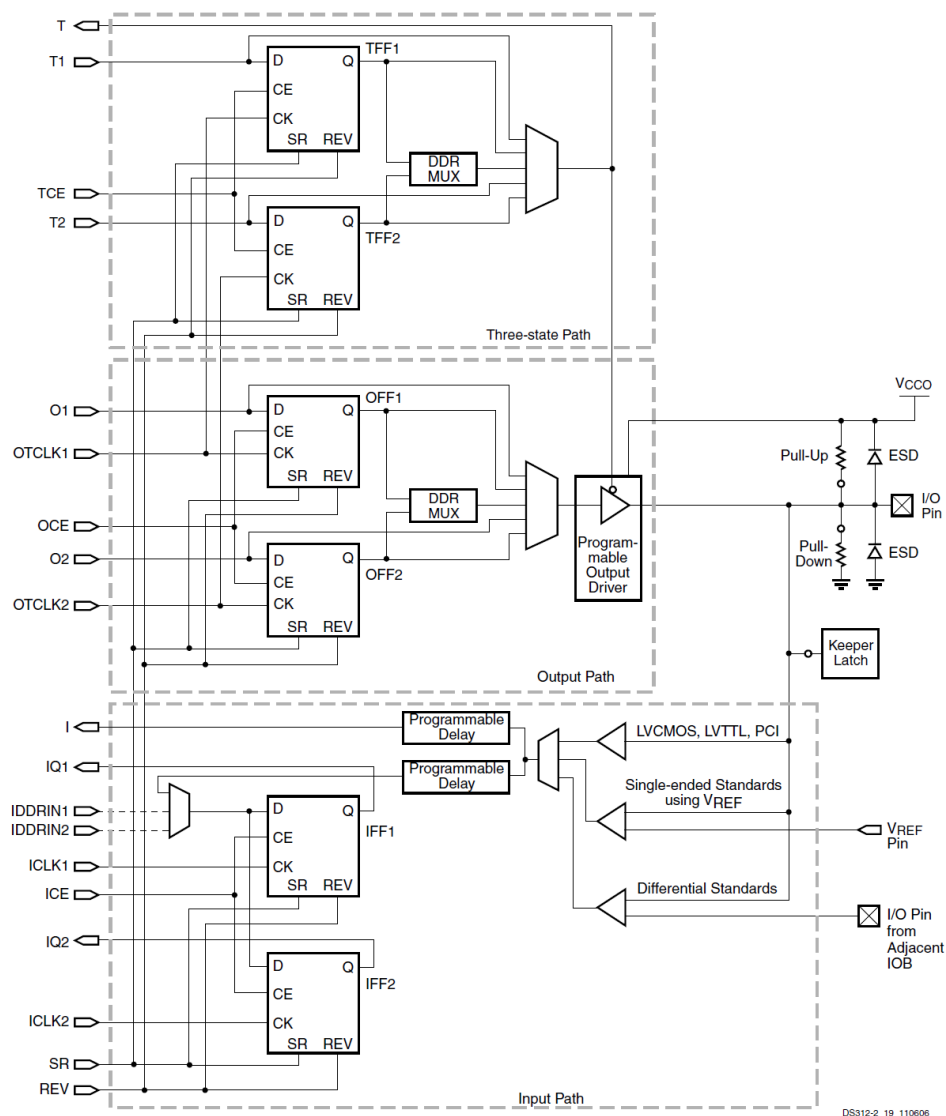 T
T1
TCE
T2
D
Q
TFF1
CE
CK
SR REV
DDR
MUX
D
Q
TFF2
CE
CK
SR REV
Three-state Path
O1
OTCLK1
OCE
O2
OTCLK2
D
Q
OFF1
CE
CK
SR REV
DDR
MUX
D
Q
OFF2
CE
CK
SR REV
Program-
mable
Output
Driver
Output Path
VCCO
Pull-Up
ESD
I/O
Pin
Pull-
Down
ESD
Keeper
Latch
I
IQ1
IDDRIN1
IDDRIN2
ICLK1
ICE
IQ2
ICLK2
SR
REV
Programmable
Delay
Programmable
Delay
LVCMOS, LVTTL, PCI
Single-ended Standards
using VREF
Differential Standards
VREF
Pin
I/O Pin
from
Adjacent
IOB
D
Q
IFF1
CE
CK
SR REV
D
Q
IFF2
CE
CK
SR REV
Input Path
DS312-2_19_110606